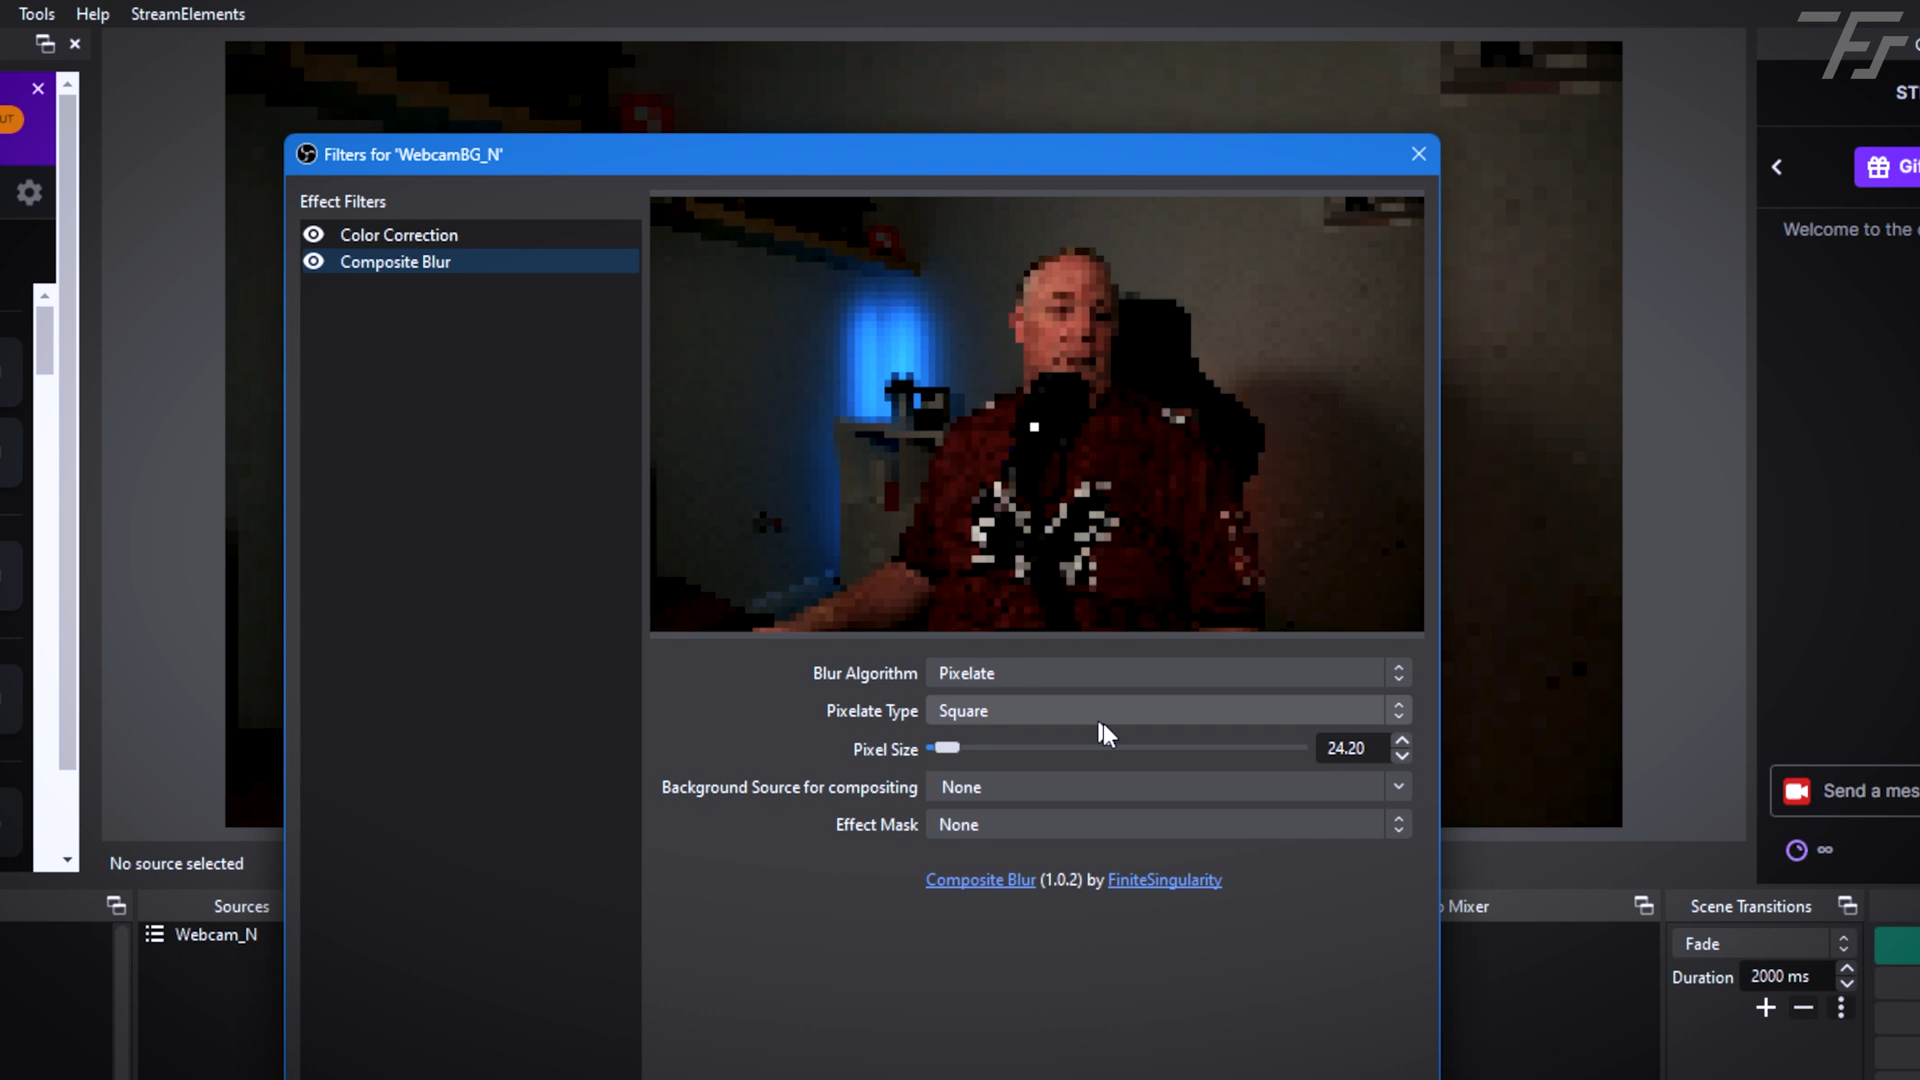 Tools Help StreamElements
UT
ST
Filters for 'WebcamBG_N'
Gif
Effect Filters
Color Correction
Composite Blur
Welcome to the
Blur Algorithm Pixelate
Pixelate Type Square
Pixel Size 24.20
Background Source for compositing None
Effect Mask None
Send a mes
No source selected
Composite Blur (1.0.2) by FiniteSingularity
Sources
Mixer
Scene Transitions
Webcam_N
Fade
Duration 2000 ms